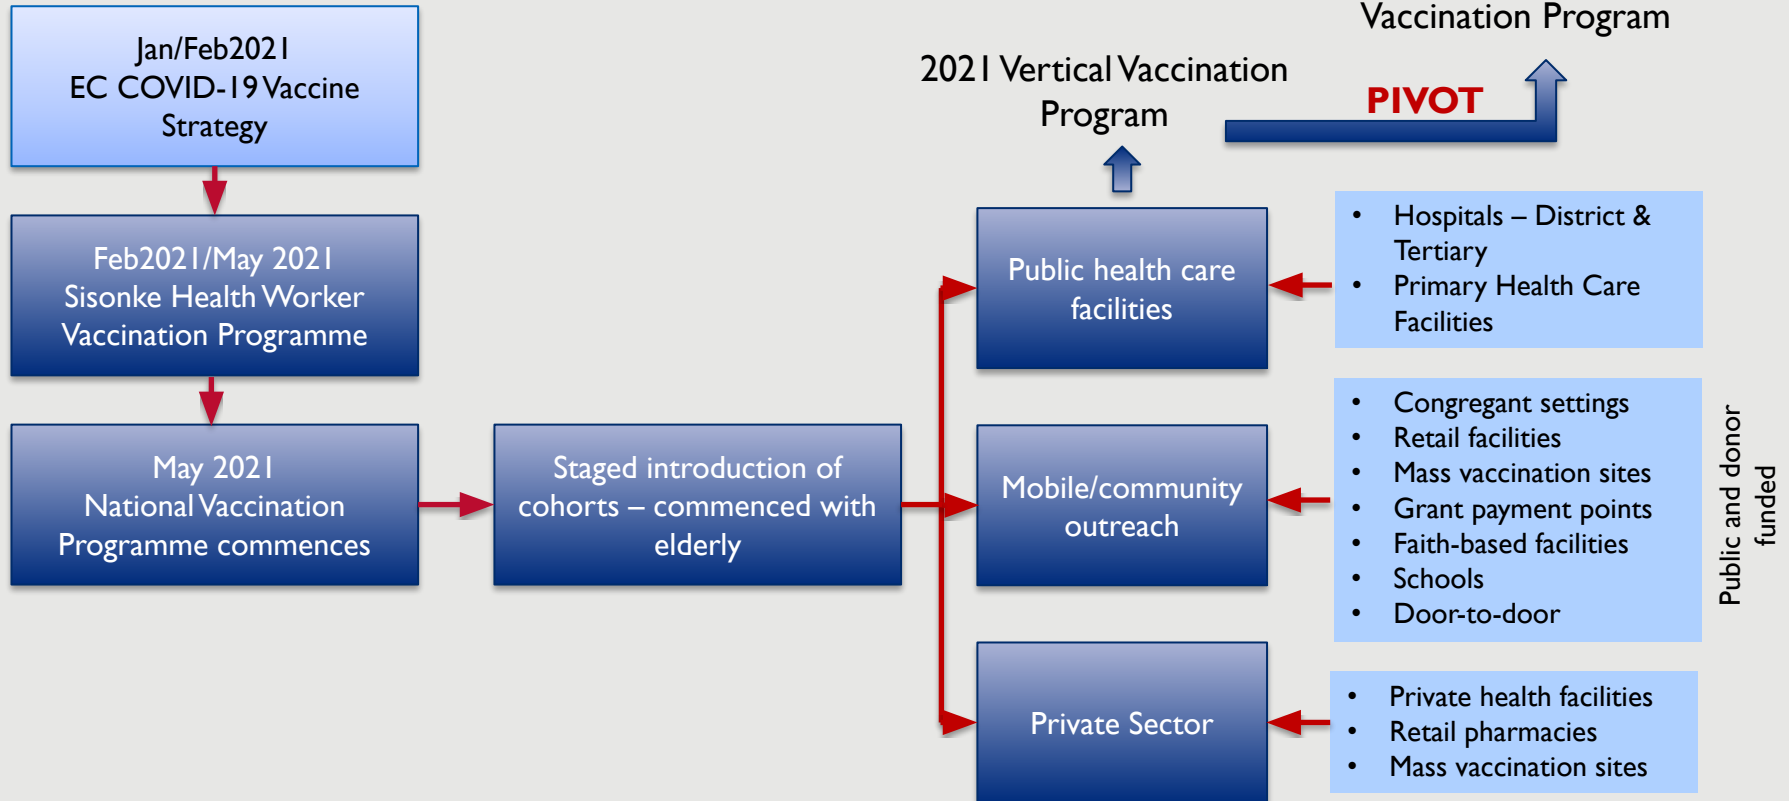 Jan/Feb2021
EC COVID-19 Vaccine
Strategy
Feb2021/May 2021
Sisonke Health Worker
Vaccination Programme
May 2021
National Vaccination
Programme commences
Staged introduction of
cohorts – commenced with
elderly
2021 Vertical Vaccination
Program
PIVOT
Vaccination Program
Public health care
facilities
• Hospitals – District &
Tertiary
• Primary Health Care
Facilities
Mobile/community
outreach
• Congregant settings
• Retail facilities
• Mass vaccination sites
• Grant payment points
• Faith-based facilities
• Schools
• Door-to-door
Public and donor
funded
Private Sector
• Private health facilities
• Retail pharmacies
• Mass vaccination sites